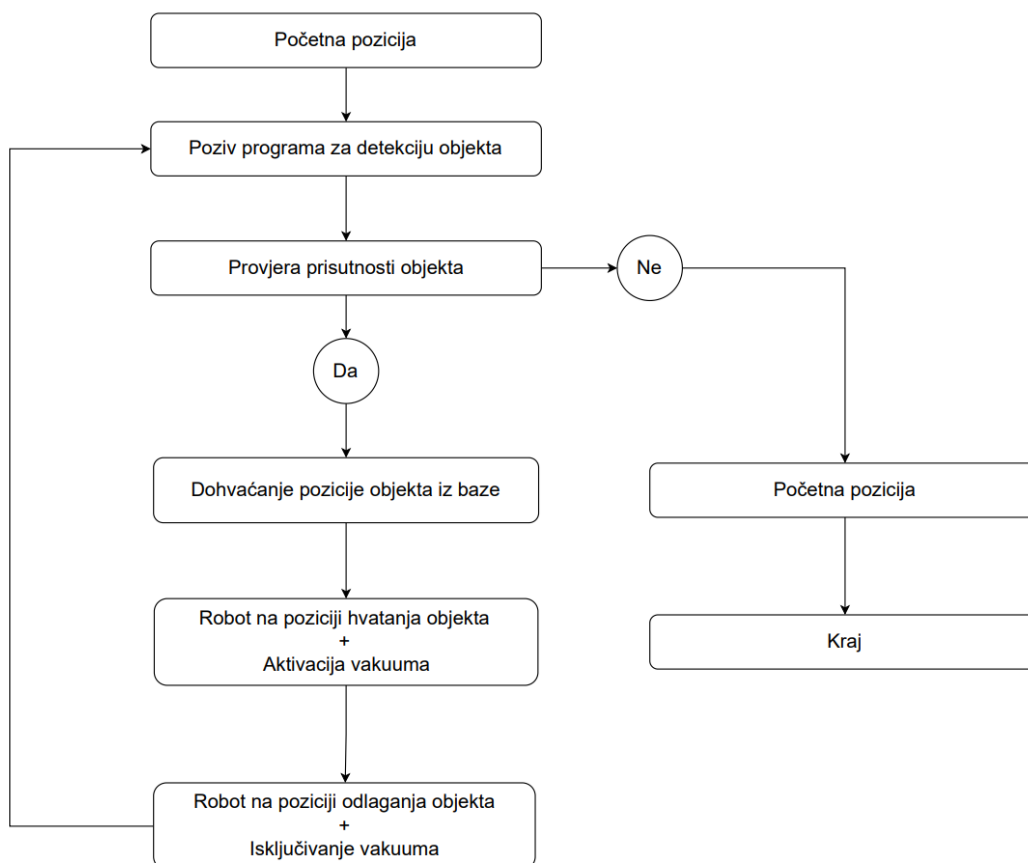 Početna pozicija
Poziv programa za detekciju objekta
Provjera prisutnosti objekta
Ne
Da
Dohvaćanje pozicije objekta iz baze
Početna pozicija
Robot na poziciji hvatanja objekta
+
Aktivacija vakuuma
Kraj
Robot na poziciji odlaganja objekta
+
Isključivanje vakuuma